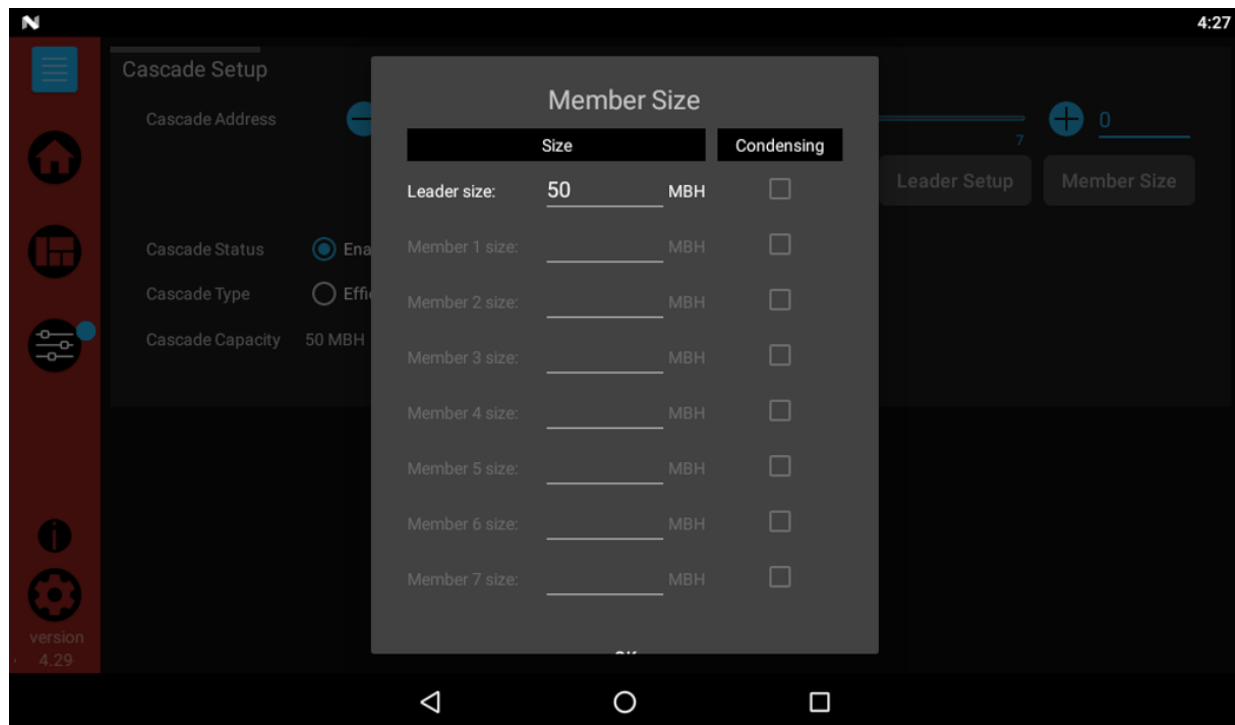 4:27
Cascade Setup
Cascade Address
7
0
Leader Setup
Member Size
Cascade Status
Ena
Cascade Type
Effi
Cascade Capacity 50 MBH
version
4.29
Member Size
Size Condensing
Leader size: 50 MBH
Member 1 size: MBH
Member 2 size: MBH
Member 3 size: MBH
Member 4 size: MBH
Member 5 size: MBH
Member 6 size: MBH
Member 7 size: MBH